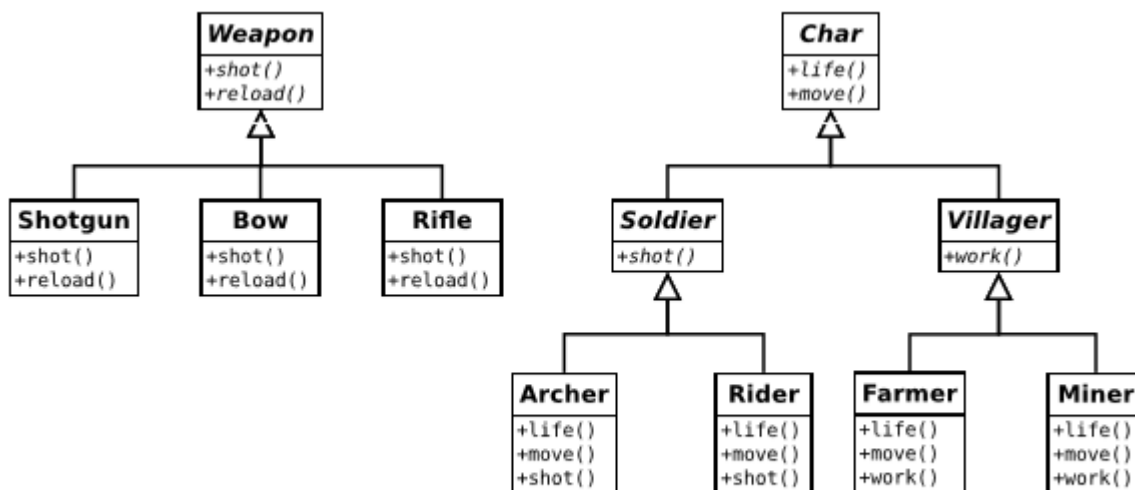 Weapon
+shot()
+reload()
Char
+life()
+move()
Shotgun
+shot()
+reload()
Bow
+shot()
+reload()
Rifle
+shot()
+reload()
Soldier
+shot()
Villager
+work()
Archer
+life()
+move()
+shot()
Rider
+life()
+move()
+shot()
Farmer
+life()
+move()
+work()
Miner
+life()
+move()
+work()